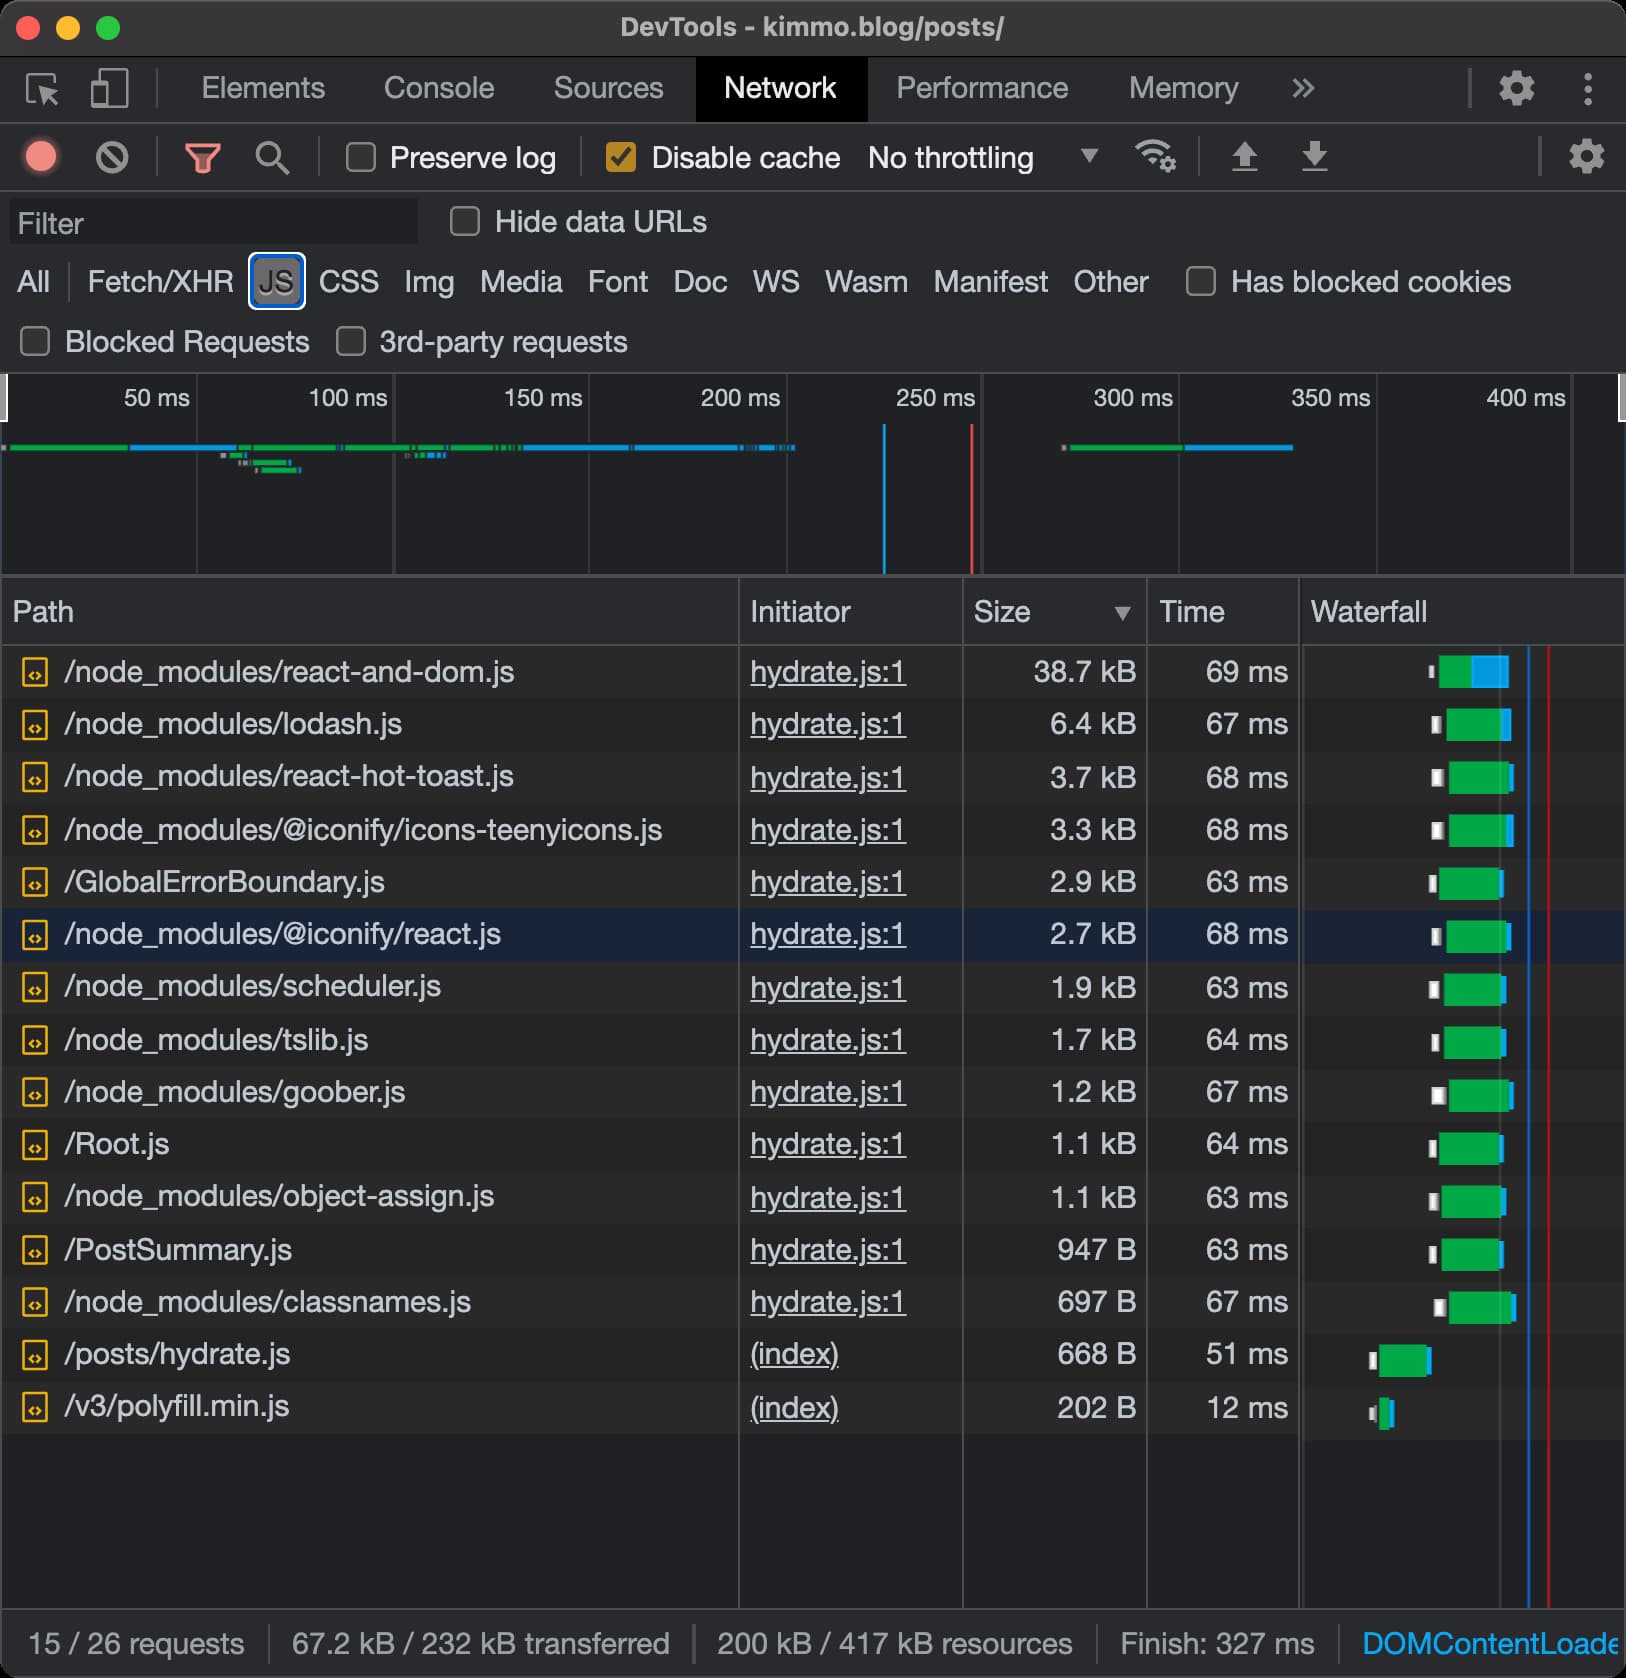 DevTools - kimmo.blog/posts/
Elements Console Sources Network Performance Memory »
Preserve log Disable cache No throttling
Filter Hide data URLs
All Fetch/XHR JS CSS Img Media Font Doc WS Wasm Manifest Other Has blocked cookies
Blocked Requests 3rd-party requests
50 ms 100 ms 150 ms 200 ms 250 ms 300 ms 350 ms 400 ms
Path Initiator Size Time Waterfall
/node_modules/react-and-dom.js hydrate.js:1 38.7 kB 69 ms
/node_modules/lodash.js hydrate.js:1 6.4 kB 67 ms
/node_modules/react-hot-toast.js hydrate.js:1 3.7 kB 68 ms
/node_modules/@iconify/icons-teenyicons.js hydrate.js:1 3.3 kB 68 ms
/GlobalErrorBoundary.js hydrate.js:1 2.9 kB 63 ms
/node_modules/@iconify/react.js hydrate.js:1 2.7 kB 68 ms
/node_modules/scheduler.js hydrate.js:1 1.9 kB 63 ms
/node_modules/tslib.js hydrate.js:1 1.7 kB 64 ms
/node_modules/goober.js hydrate.js:1 1.2 kB 67 ms
/Root.js hydrate.js:1 1.1 kB 64 ms
/node_modules/object-assign.js hydrate.js:1 1.1 kB 63 ms
/PostSummary.js hydrate.js:1 947 B 63 ms
/node_modules/classnames.js hydrate.js:1 697 B 67 ms
/posts/hydrate.js (index) 668 B 51 ms
/v3/polyfill.min.js (index) 202 B 12 ms
15 / 26 requests 67.2 kB / 232 kB transferred 200 kB / 417 kB resources Finish: 327 ms DOMContentLoade